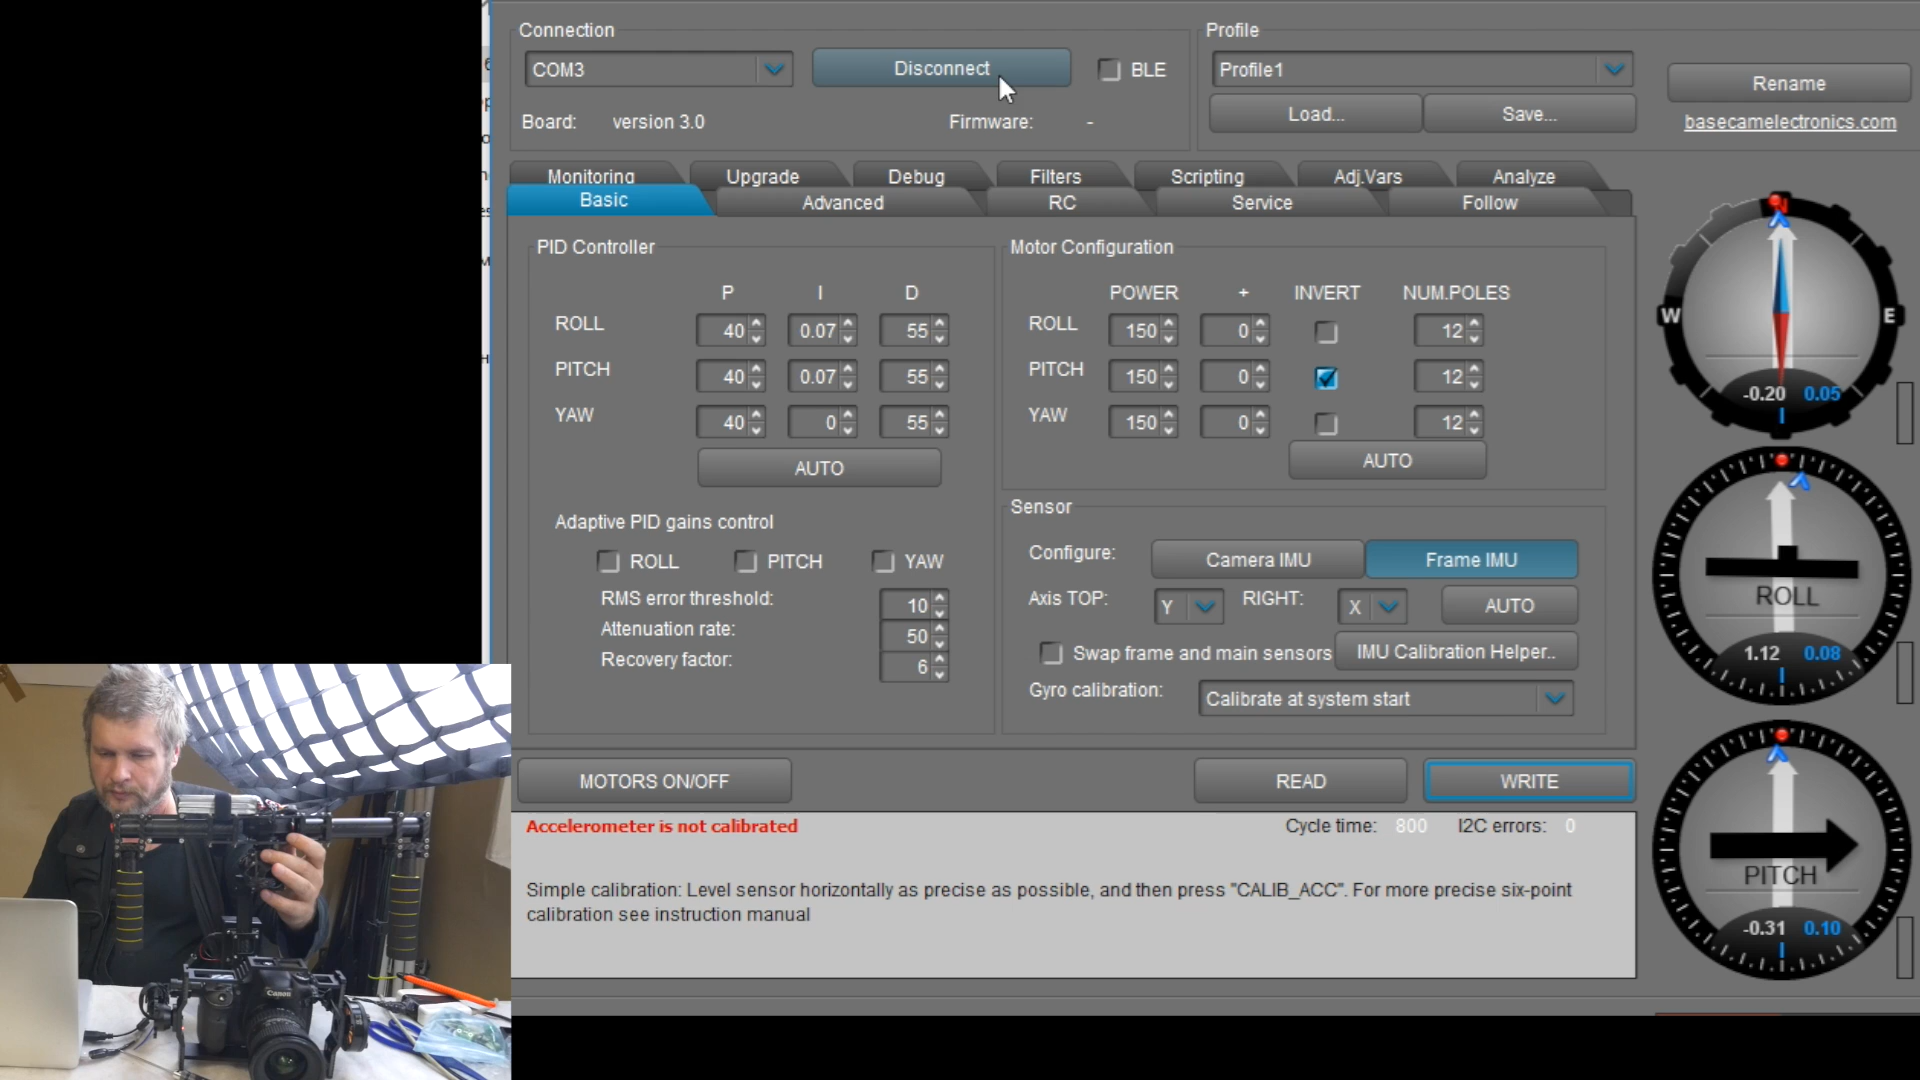 Connection
COM3
Disconnect
BLE
Board: version 3.0 Firmware: -
Profile
Profile1
Load...
Save...
Rename
basecamelectronics.com
Monitoring Upgrade Debug Filters Scripting Adj.Vars Analyze
Basic Advanced RC Service Follow
PID Controller
P I D
ROLL 40 0.07 55
PITCH 40 0.07 55
YAW 40 0 55
AUTO
Adaptive PID gains control
ROLL PITCH YAW
RMS error threshold: 10
Attenuation rate: 50
Recovery factor: 6
Motor Configuration
POWER + INVERT NUM.POLES
ROLL 150 0 12
PITCH 150 0 12
YAW 150 0 12
AUTO
Sensor
Configure: Camera IMU Frame IMU
Axis TOP: Y RIGHT: X AUTO
Swap frame and main sensors IMU Calibration Helper..
Gyro calibration: Calibrate at system start
MOTORS ON/OFF
READ
WRITE
Accelerometer is not calibrated
Cycle time: 800 I2C errors: 0
Simple calibration: Level sensor horizontally as precise as possible, and then press "CALIB_ACC". For more precise six-point
calibration see instruction manual
N
W E
-0.20 0.05
ROLL
1.12 0.08
PITCH
-0.31 0.10
Canon